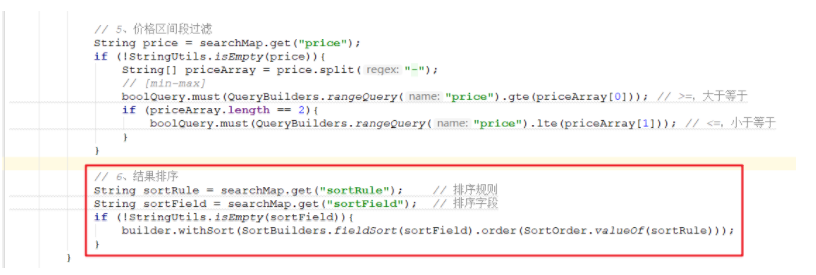 // 5、价格区间段过滤
String price = searchMap.get("price");
if (!StringUtils.isEmpty(price)){
String[] priceArray = price.split( regex: "-");
// [min-max]
boolQuery.must(QueryBuilders.rangeQuery( name: "price").gte(priceArray[0])); // >=，大于等于
if (priceArray.length == 2){
boolQuery.must(QueryBuilders.rangeQuery( name: "price").lte(priceArray[1])); // <=，小于等于
}
}
// 6、结果排序
String sortRule = searchMap.get("sortRule"); // 排序规则
String sortField = searchMap.get("sortField"); // 排序字段
if (!StringUtils.isEmpty(sortField)){
builder.withSort(SortBuilders.fieldSort(sortField).order(SortOrder.valueOf(sortRule)));
}
}